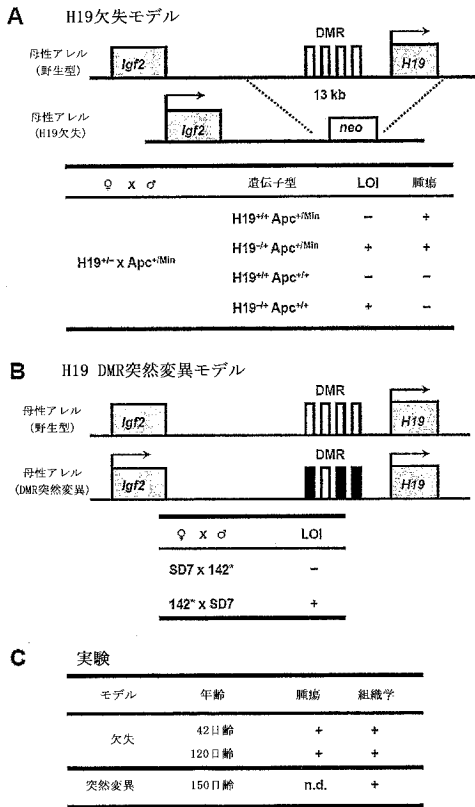 A H19欠失モデル
DMR
母性アレル
(野生型)
Igf2
H19
13 kb
母性アレル
(H19欠失)
Igf2
neo
♀ x ♂ 遺伝子型 LOI 腫瘍
H19+/- x Apc+/Min
H19+/+ Apc+/Min − +
H19-/+ Apc+/Min + +
H19+/+ Apc+/+ − −
H19-/+ Apc+/+ + −
B H19 DMR突然変異モデル
DMR
母性アレル
(野生型)
Igf2
H19
DMR
母性アレル
(DMR突然変異)
Igf2
H19
♀ x ♂ LOI
SD7 x 142* −
142* x SD7 +
C 実験
モデル 年齢 腫瘍 組織学
欠失
42日齢 + +
120日齢 + +
突然変異 150日齢 n.d. +